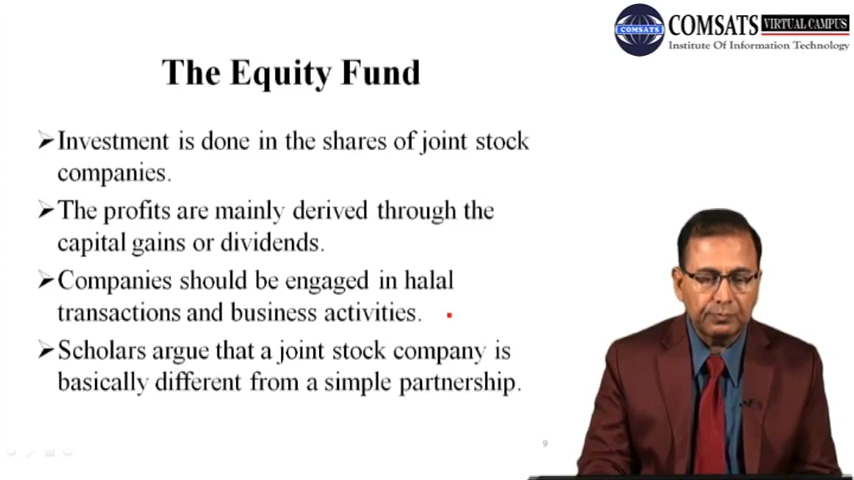 COMSATS VIRTUAL CAMPUS
Institute Of Information Technology
COMSATS
The Equity Fund
➢Investment is done in the shares of joint stock
companies.
➢The profits are mainly derived through the
capital gains or dividends.
➢Companies should be engaged in halal
transactions and business activities.
➢Scholars argue that a joint stock company is
basically different from a simple partnership.
9